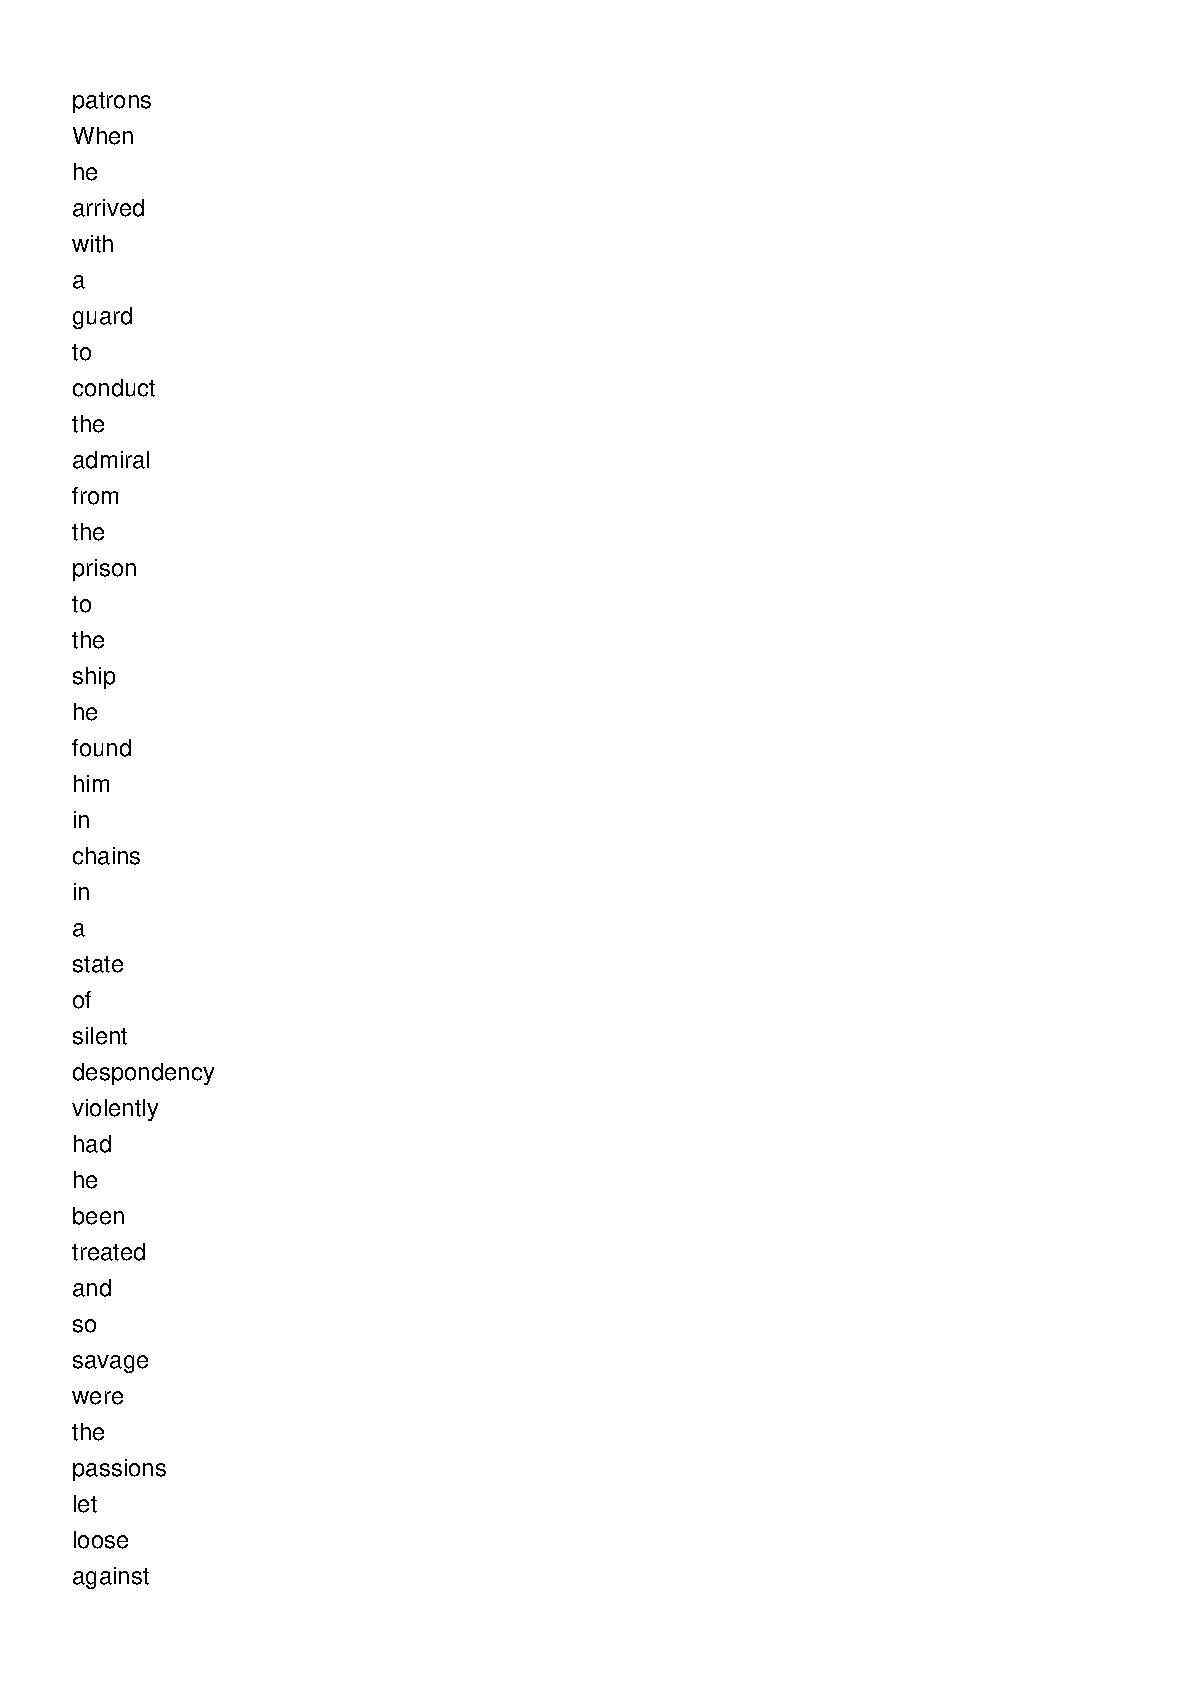 patrons
When
he
arrived
with
a
guard
to
conduct
the
admiral
from
the
prison
to
the
ship
he
found
him
in
chains
in
a
state
of
silent
despondency
violently
had
he
been
treated
and
so
savage
were
the
passions
let
loose
against